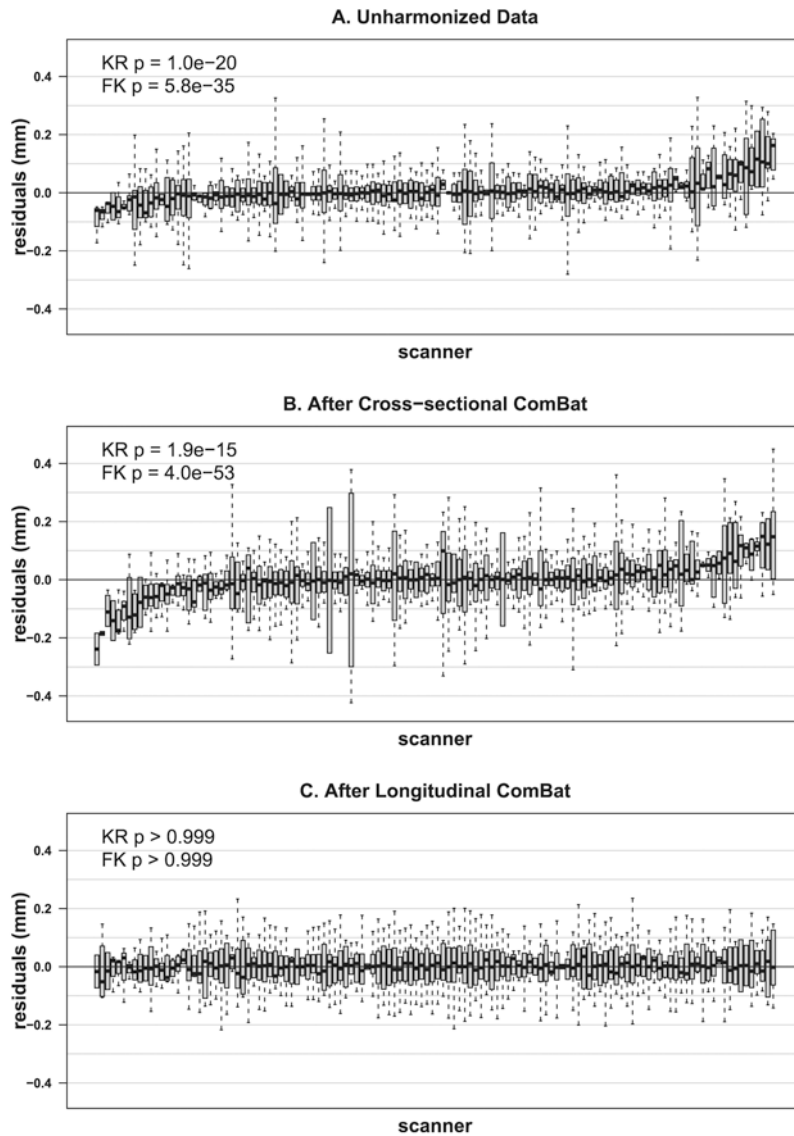 A. Unharmonized Data
KR p = 1.0e−20
FK p = 5.8e−35
0.4
0.2
0.0
−0.2
−0.4
residuals (mm)
scanner
B. After Cross−sectional ComBat
KR p = 1.9e−15
FK p = 4.0e−53
0.4
0.2
0.0
−0.2
−0.4
residuals (mm)
scanner
C. After Longitudinal ComBat
KR p > 0.999
FK p > 0.999
0.4
0.2
0.0
−0.2
−0.4
residuals (mm)
scanner